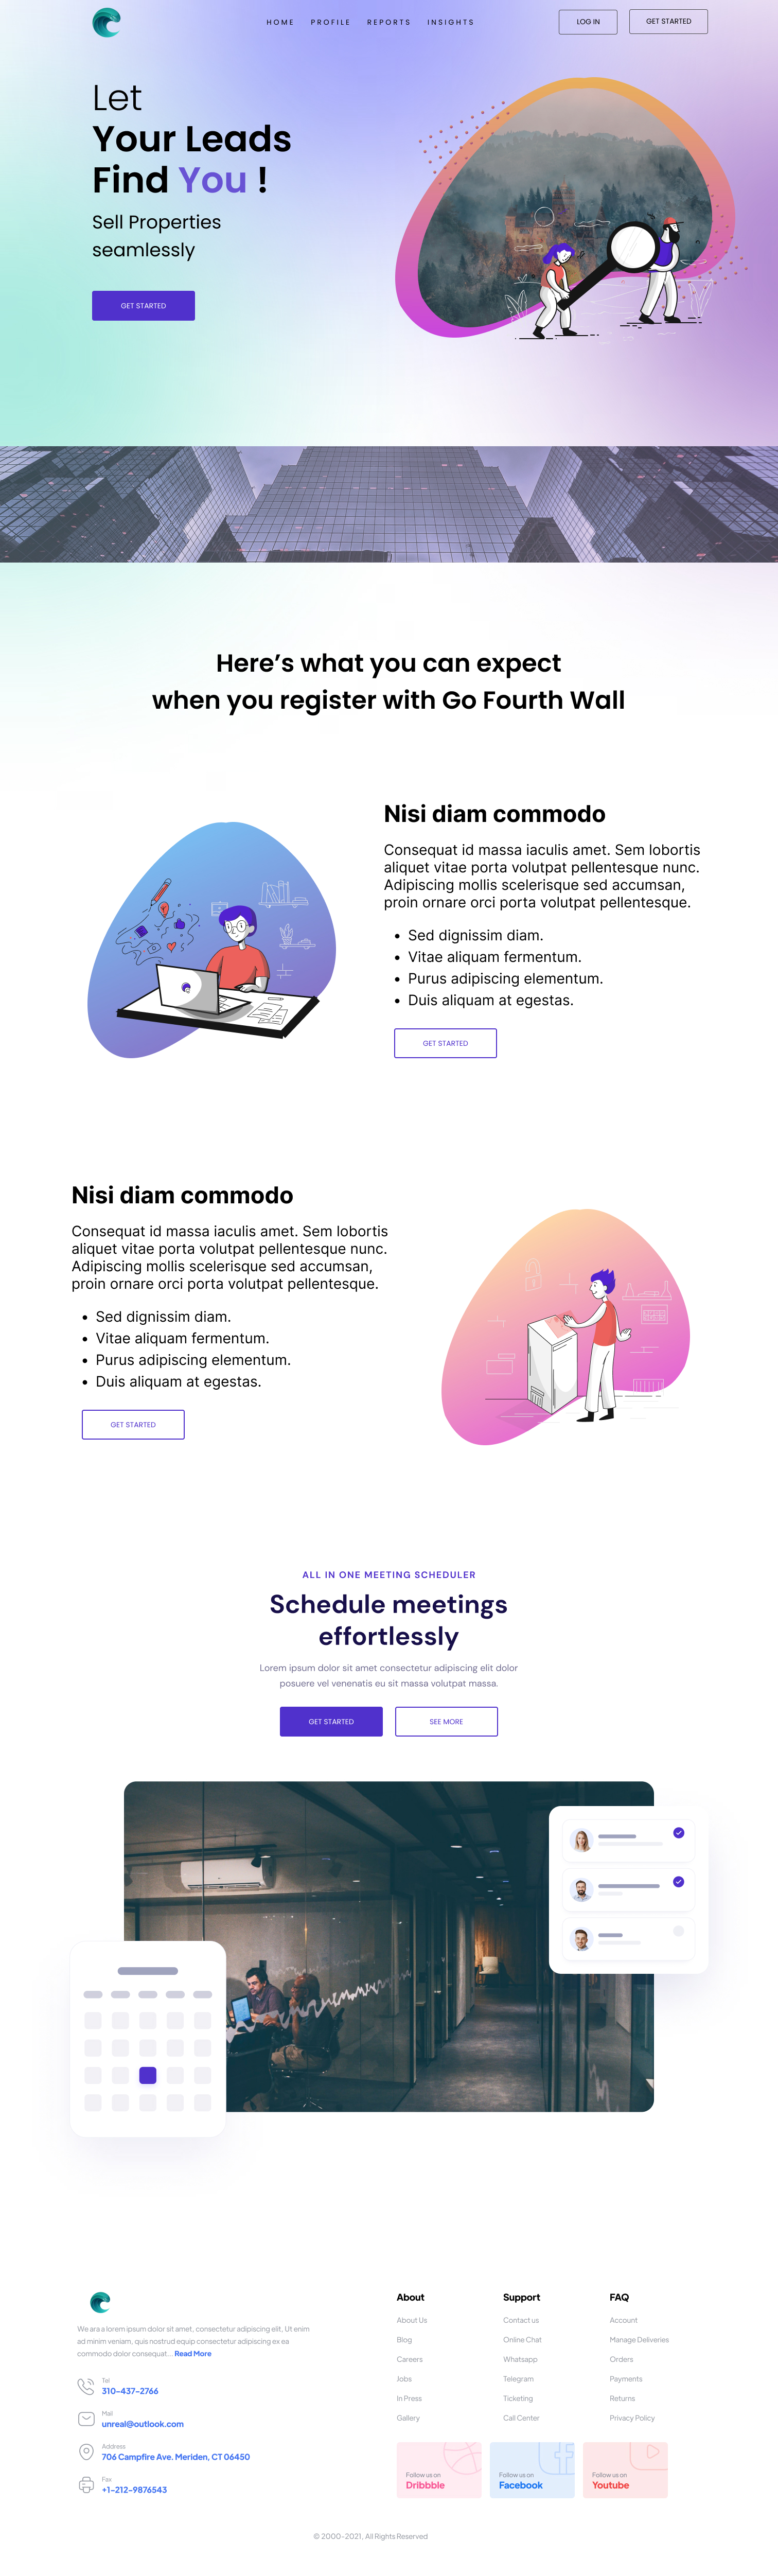 HOME PROFILE REPORTS INSIGHTS LOG IN GET STARTED
Let
Your Leads
Find You !
Sell Properties
seamlessly
GET STARTED
Here’s what you can expect
when you register with Go Fourth Wall
Nisi diam commodo
Consequat id massa iaculis amet. Sem lobortis
aliquet vitae porta volutpat pellentesque nunc.
Adipiscing mollis scelerisque sed accumsan,
proin ornare orci porta volutpat pellentesque.
• Sed dignissim diam.
• Vitae aliquam fermentum.
• Purus adipiscing elementum.
• Duis aliquam at egestas.
GET STARTED
Nisi diam commodo
Consequat id massa iaculis amet. Sem lobortis
aliquet vitae porta volutpat pellentesque nunc.
Adipiscing mollis scelerisque sed accumsan,
proin ornare orci porta volutpat pellentesque.
• Sed dignissim diam.
• Vitae aliquam fermentum.
• Purus adipiscing elementum.
• Duis aliquam at egestas.
GET STARTED
ALL IN ONE MEETING SCHEDULER
Schedule meetings
effortlessly
Lorem ipsum dolor sit amet consectetur adipiscing elit dolor
posuere vel venenatis eu sit massa volutpat massa.
GET STARTED SEE MORE
We ara a lorem ipsum dolor sit amet, consectetur adipiscing elit, Ut enim
ad minim veniam, quis nostrud equip consectetur adipiscing ex ea
commodo dolor consequat... Read More
Tel
310-437-2766
Mail
unreal@outlook.com
Address
706 Campfire Ave. Meriden, CT 06450
Fax
+1-212-9876543
About
About Us
Blog
Careers
Jobs
In Press
Gallery
Support
Contact us
Online Chat
Whatsapp
Telegram
Ticketing
Call Center
FAQ
Account
Manage Deliveries
Orders
Payments
Returns
Privacy Policy
Follow us on
Dribbble
Follow us on
Facebook
Follow us on
Youtube
© 2000-2021, All Rights Reserved